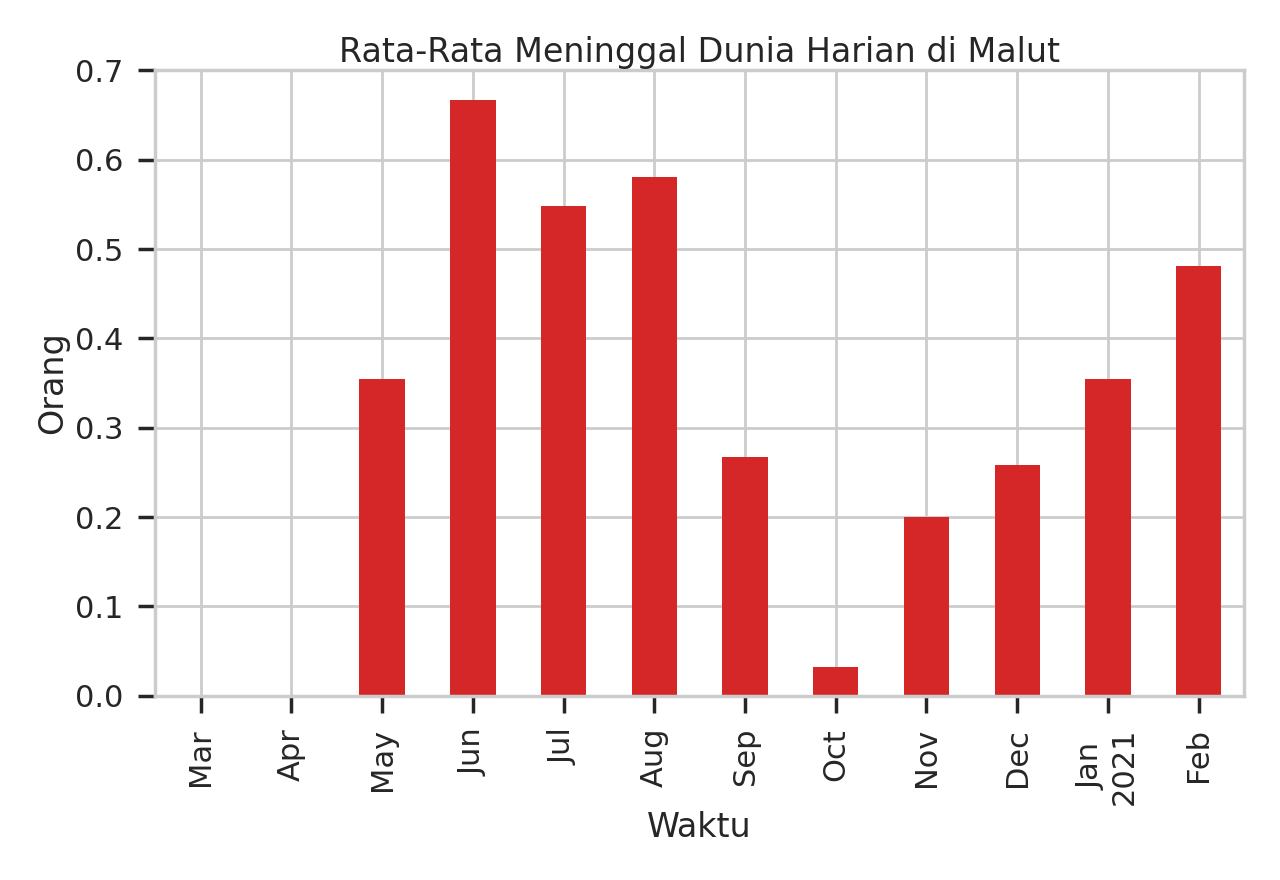 Rata-Rata Meninggal Dunia Harian di Malut
0.7
0.6
0.5
0.4
0.3
0.2
0.1
0.0
Orang
Mar
Apr
May
Jun
Jul
Aug
Sep
Oct
Nov
Dec
Jan
2021
Feb
Waktu